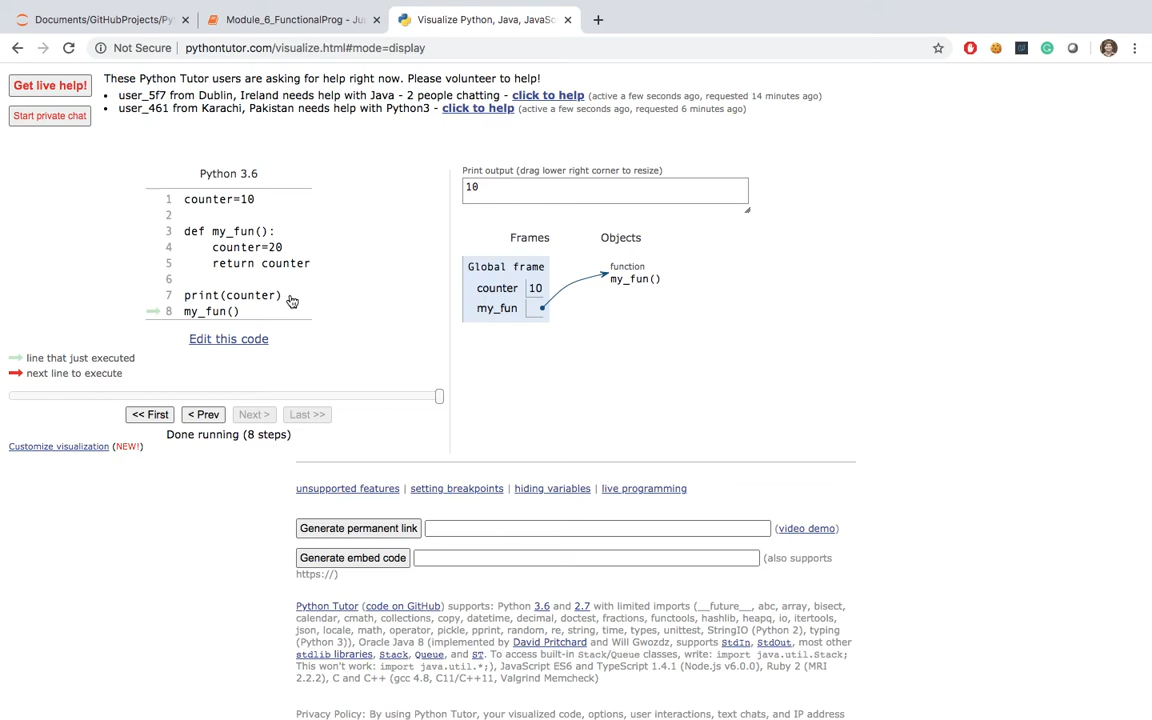 Documents/GitHubProjects/Py
Module_6_FunctionalProg - Ju
Visualize Python, Java, JavaSc
Not Secure | pythontutor.com/visualize.html#mode=display
Get live help!
Start private chat
These Python Tutor users are asking for help right now. Please volunteer to help!
• user_5f7 from Dublin, Ireland needs help with Java - 2 people chatting - click to help (active a few seconds ago, requested 14 minutes ago)
• user_461 from Karachi, Pakistan needs help with Python3 - click to help (active a few seconds ago, requested 6 minutes ago)
Python 3.6
1 counter=10
2
3 def my_fun():
4     counter=20
5     return counter
6
7 print(counter)
8 my_fun()
Edit this code
line that just executed
next line to execute
<< First < Prev Next > Last >>
Done running (8 steps)
Customize visualization (NEW!)
Print output (drag lower right corner to resize)
10
Frames Objects
Global frame
counter 10
my_fun
function
my_fun()
unsupported features | setting breakpoints | hiding variables | live programming
Generate permanent link (video demo)
Generate embed code (also supports
https://)
Python Tutor (code on GitHub) supports: Python 3.6 and 2.7 with limited imports (__future__, abc, array, bisect,
calendar, cmath, collections, copy, datetime, decimal, doctest, fractions, functools, hashlib, heapq, io, itertools,
json, locale, math, operator, pickle, pprint, random, re, string, time, types, unittest, StringIO (Python 2), typing
(Python 3)), Oracle Java 8 (implemented by David Pritchard and Will Gwozdz, supports StdIn, StdOut, most other
stdlib libraries, Stack, Queue, and ST. To access built-in Stack/Queue classes, write: import java.util.Stack;
This won't work: import java.util.*;), JavaScript ES6 and TypeScript 1.4.1 (Node.js v6.0.0), Ruby 2 (MRI
2.2.2), C and C++ (gcc 4.8, C11/C++11, Valgrind Memcheck)
Privacy Policy: By using Python Tutor, your visualized code, options, user interactions, text chats, and IP address